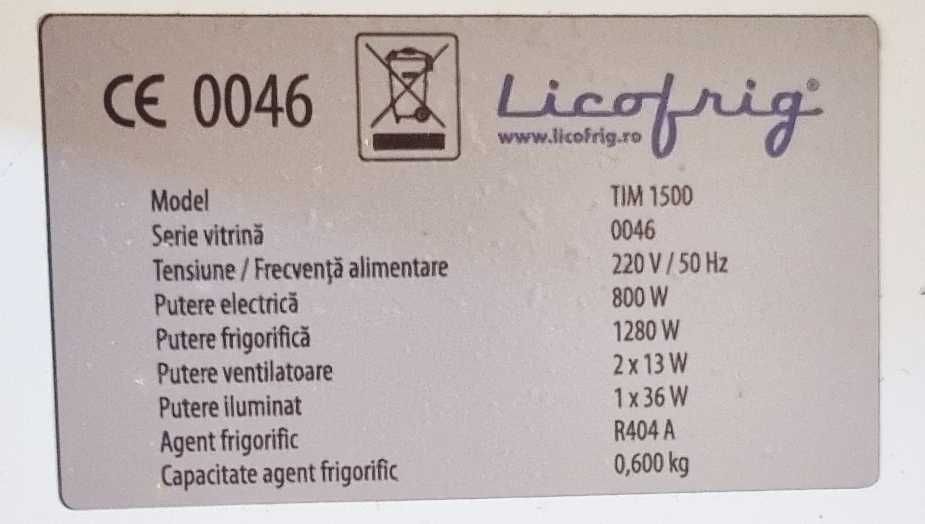 CE 0046
Licofrig®
www.licofrig.ro
Model TIM 1500
Serie vitrină 0046
Tensiune / Frecvență alimentare 220 V / 50 Hz
Putere electrică 800 W
Putere frigorifică 1280 W
Putere ventilatoare 2 x 13 W
Putere iluminat 1 x 36 W
Agent frigorific R404 A
Capacitate agent frigorific 0,600 kg